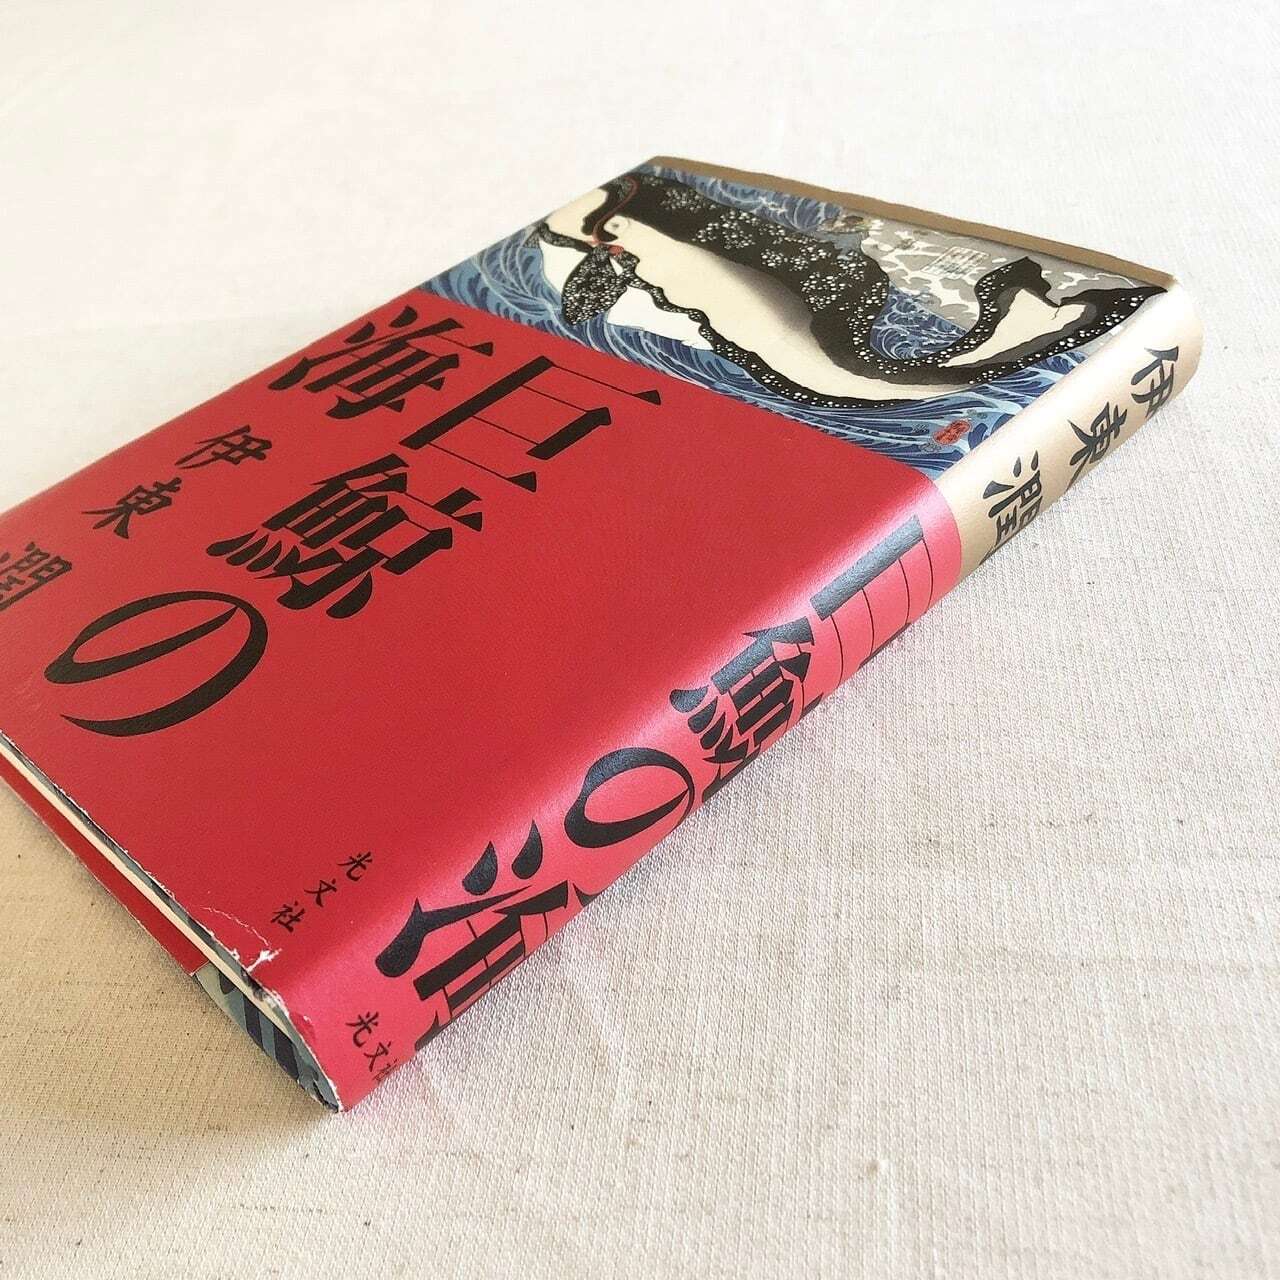 巨鯨の
海
伊東潤
光文社
伊東潤
巨鯨の海
光文社